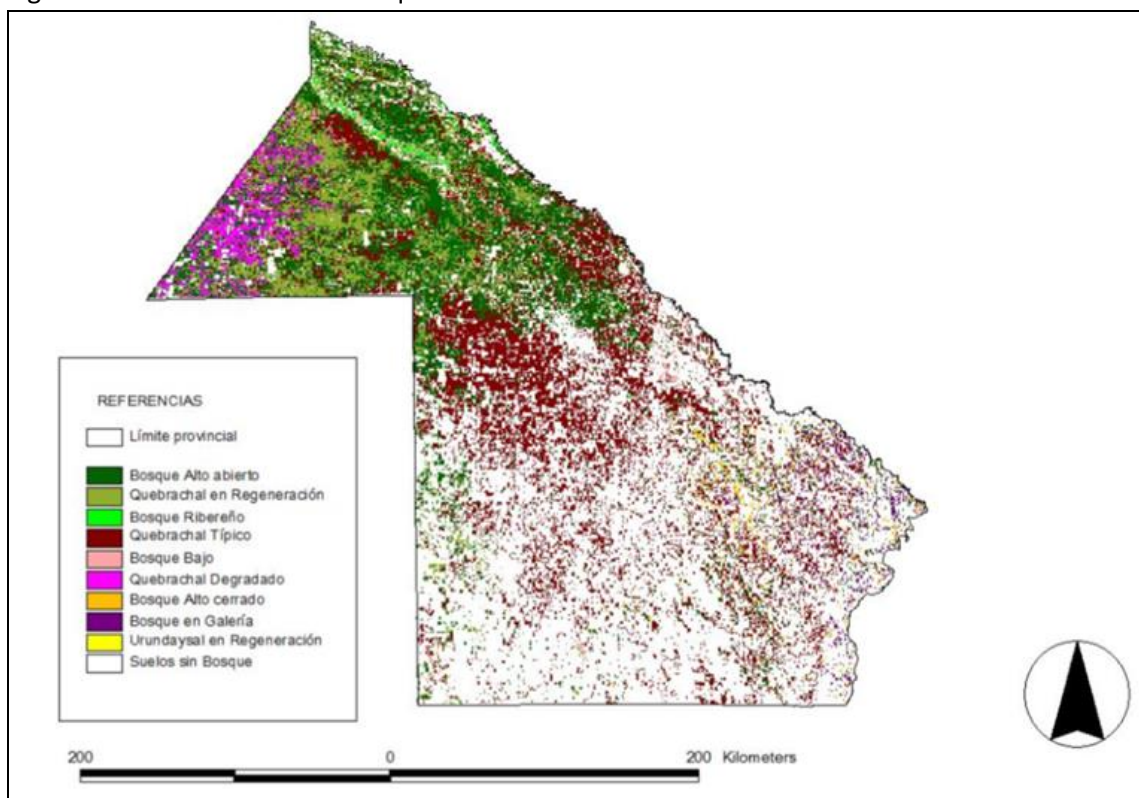 REFERENCIAS
Límite provincial
Bosque Alto abierto
Quebrachal en Regeneración
Bosque Ribereño
Quebrachal Típico
Bosque Bajo
Quebrachal Degradado
Bosque Alto cerrado
Bosque en Galería
Urundaysal en Regeneración
Suelos sin Bosque
200 0 200 Kilometers